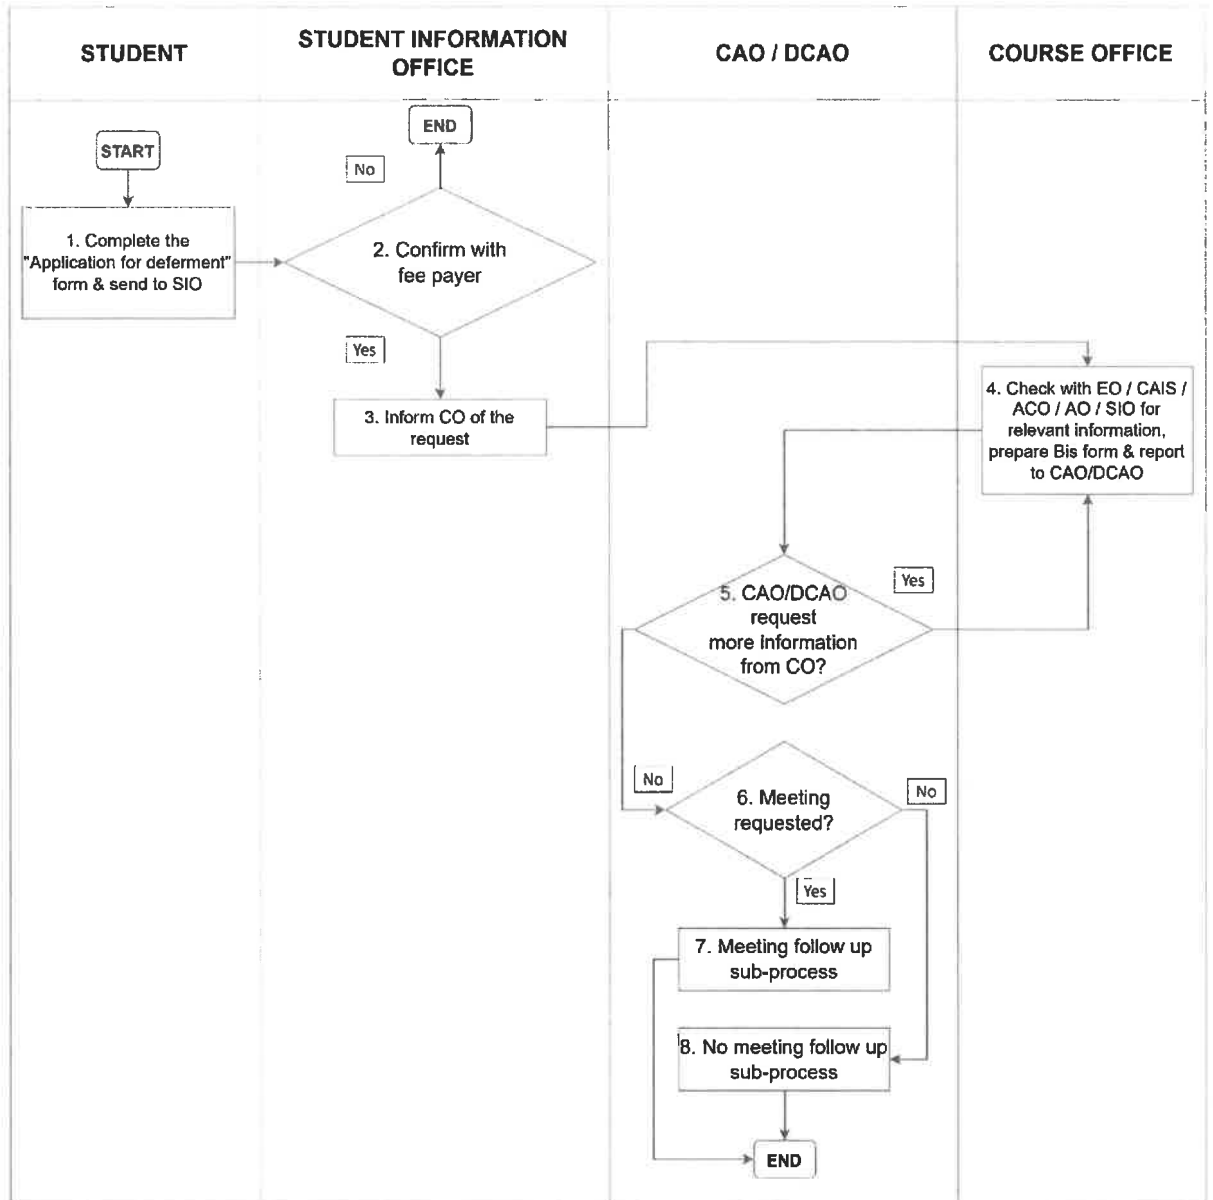 STUDENT
STUDENT INFORMATION
OFFICE
CAO / DCAO
COURSE OFFICE
START
END
No
1. Complete the
"Application for deferment"
form & send to SIO
2. Confirm with
fee payer
Yes
3. Inform CO of the
request
4. Check with EO / CAIS /
ACO / AO / SIO for
relevant information,
prepare Bis form & report
to CAO/DCAO
5. CAO/DCAO
request
more information
from CO?
Yes
No
6. Meeting
requested?
No
Yes
7. Meeting follow up
sub-process
8. No meeting follow up
sub-process
END